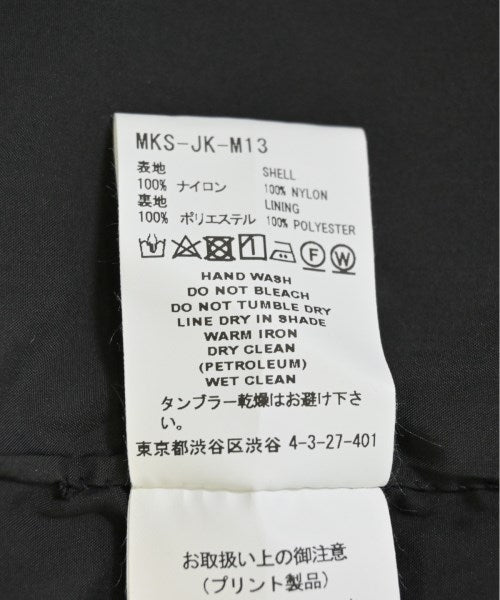 MKS-JK-M13
表地 SHELL
100% ナイロン 100% NYLON
裏地 LINING
100% ポリエステル 100% POLYESTER
F W
HAND WASH
DO NOT BLEACH
DO NOT TUMBLE DRY
LINE DRY IN SHADE
WARM IRON
DRY CLEAN
(PETROLEUM)
WET CLEAN
タンブラー乾燥はお避け下さ
い。
東京都渋谷区渋谷 4-3-27-401
お取扱い上の御注意
(プリント製品)